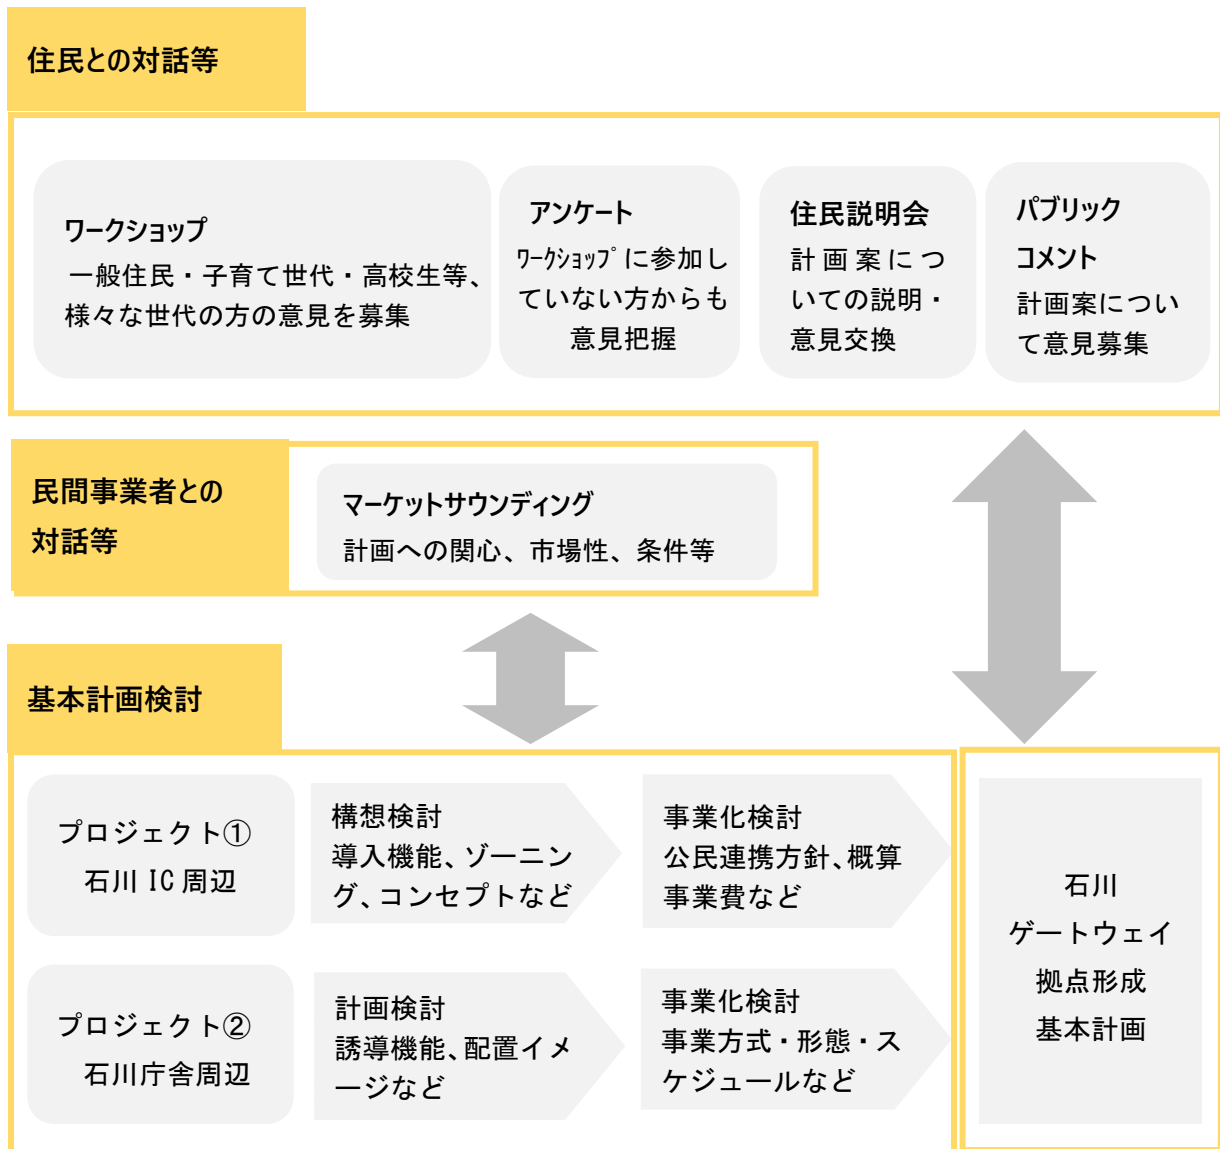 住民との対話等
ワークショップ
一般住民・子育て世代・高校生等、
様々な世代の方の意見を募集
アンケート
ﾜｰｸｼｮｯﾌﾟに参加し
ていない方からも
意見把握
住民説明会
計画案につ
いての説明・
意見交換
パブリック
コメント
計画案につい
て意見募集
民間事業者との
対話等
マーケットサウンディング
計画への関心、市場性、条件等
基本計画検討
プロジェクト①
石川 IC 周辺
構想検討
導入機能、ゾーニン
グ、コンセプトなど
事業化検討
公民連携方針、概算
事業費など
プロジェクト②
石川庁舎周辺
計画検討
誘導機能、配置イメ
ージなど
事業化検討
事業方式・形態・ス
ケジュールなど
石川
ゲートウェイ
拠点形成
基本計画